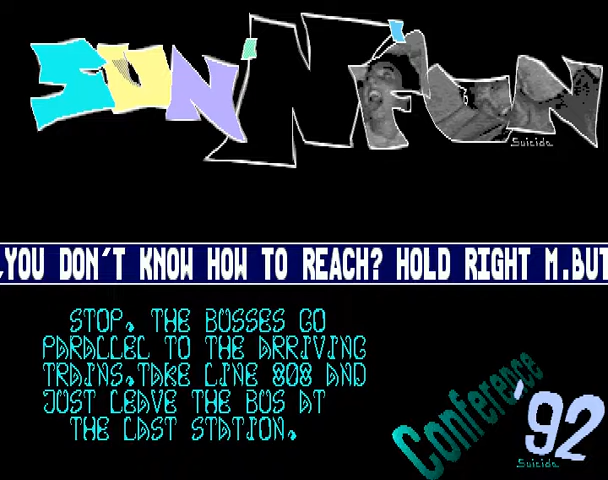 SUN N' FUN
Suicide
,YOU DON'T KNOW HOW TO REACH? HOLD RIGHT M.BUT
STOP. THE BUSSES GO
PARALLEL TO THE ARRIVING
TRAINS.TAKE LINE 808 AND
JUST LEAVE THE BUS AT
THE LAST STATION.
Conference '92
Suicide